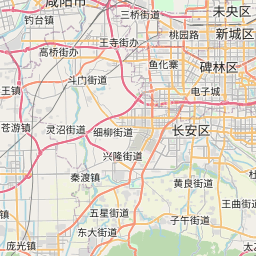 咸阳市
未央区
钓台镇
三桥街道
桃园路
新城区
王寺街办
高桥街办
鱼化寨
碑林区
斗门街道
电子城
王镇
苍游镇
灵沼街道
细柳街道
长安区
兴隆街道
秦渡镇
黄良街道
杜
王曲街道
五星街道
子午街道
东大街道
庞光镇
太